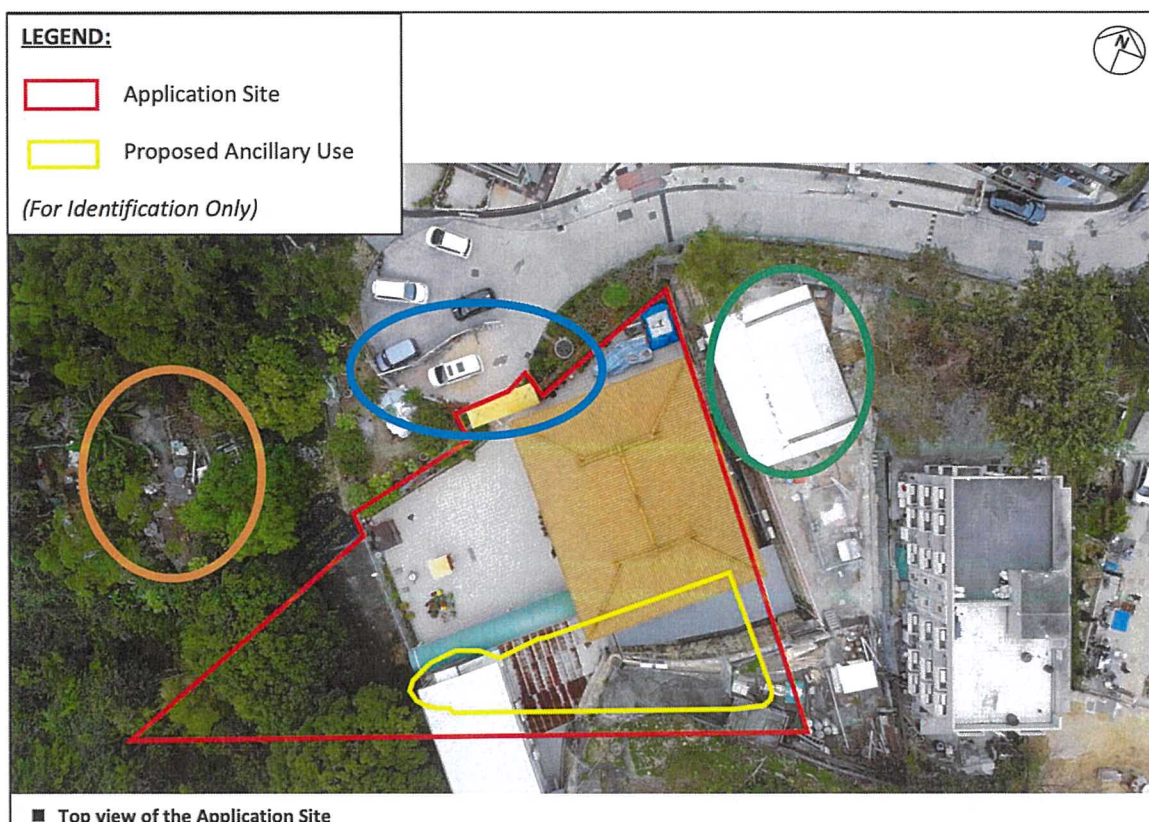 LEGEND:
N
Application Site
Proposed Ancillary Use
(For Identification Only)
■ Top view of the Application Site